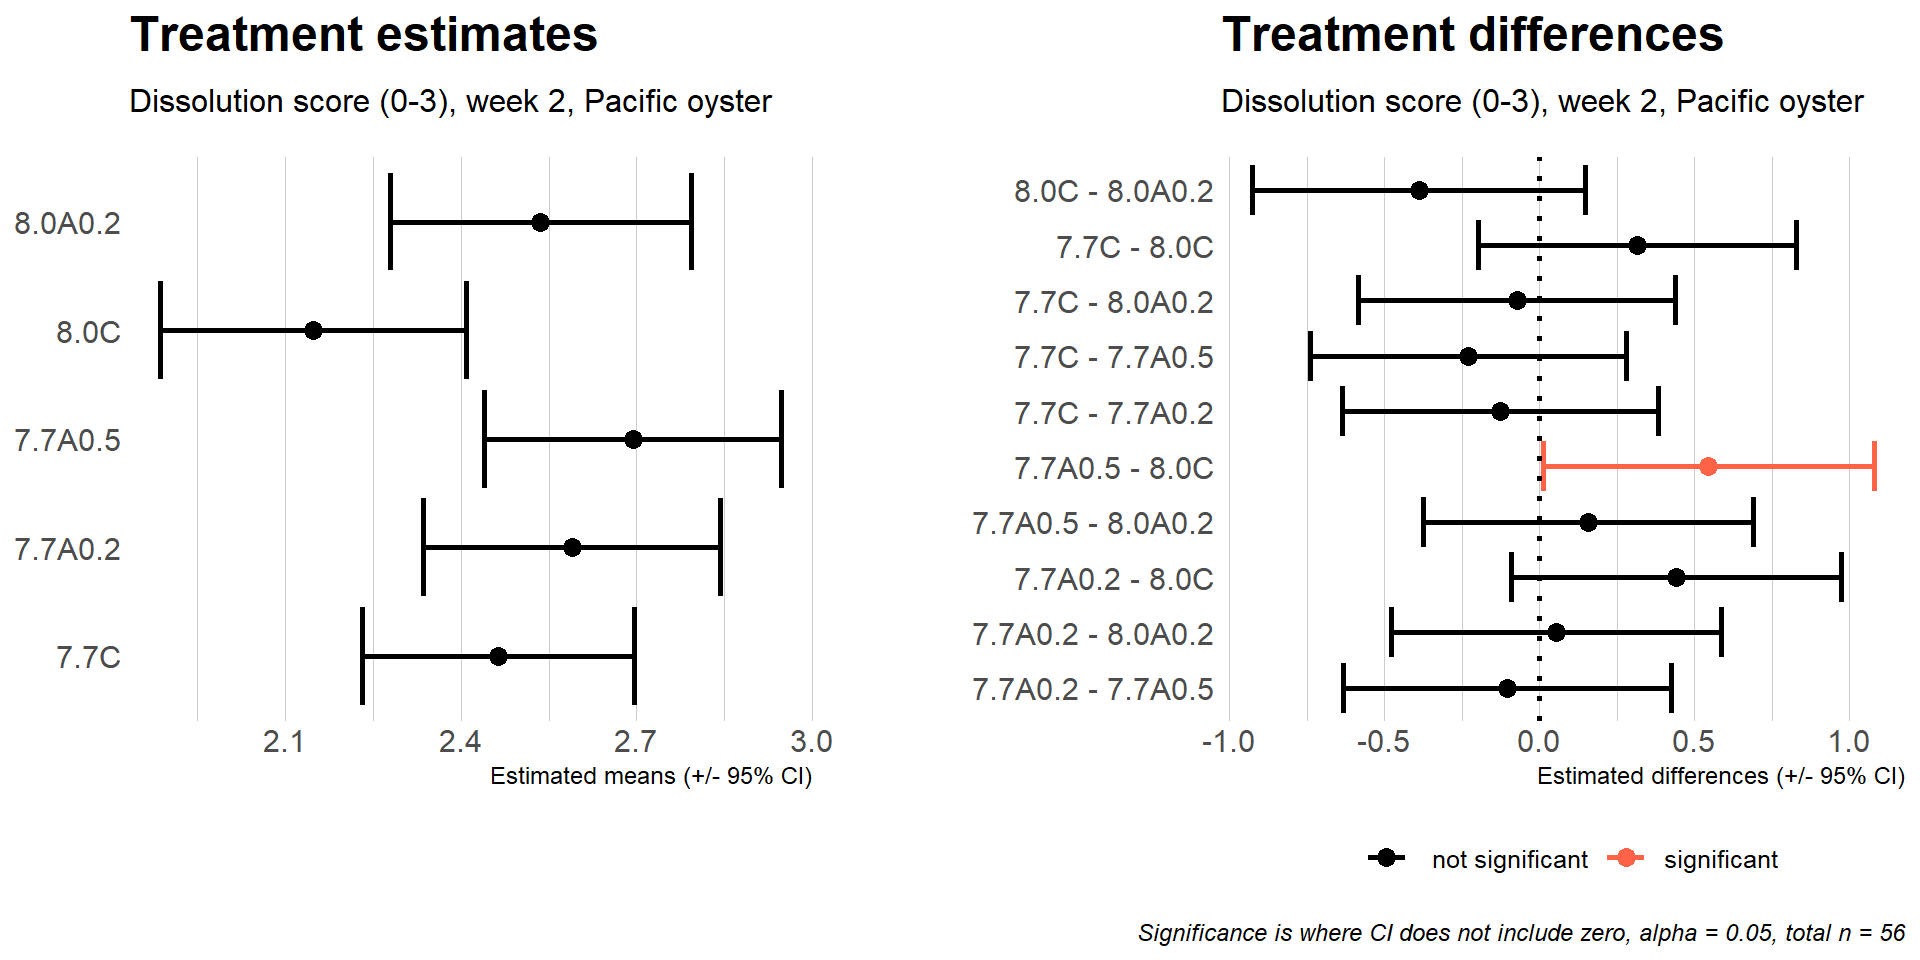 Treatment estimates
Dissolution score (0-3), week 2, Pacific oyster
8.0A0.2
8.0C
7.7A0.5
7.7A0.2
7.7C
2.1 2.4 2.7 3.0
Estimated means (+/- 95% CI)
Treatment differences
Dissolution score (0-3), week 2, Pacific oyster
8.0C - 8.0A0.2
7.7C - 8.0C
7.7C - 8.0A0.2
7.7C - 7.7A0.5
7.7C - 7.7A0.2
7.7A0.5 - 8.0C
7.7A0.5 - 8.0A0.2
7.7A0.2 - 8.0C
7.7A0.2 - 8.0A0.2
7.7A0.2 - 7.7A0.5
-1.0 -0.5 0.0 0.5 1.0
Estimated differences (+/- 95% CI)
not significant significant
Significance is where CI does not include zero, alpha = 0.05, total n = 56